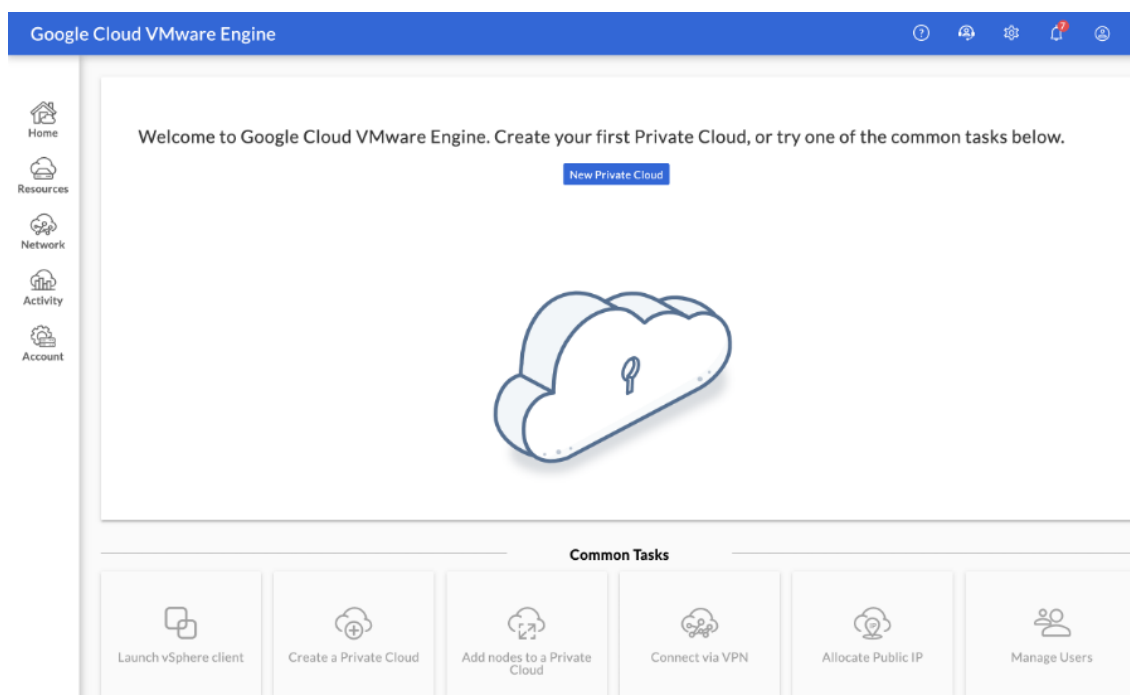 Google Cloud VMware Engine
7
Home
Resources
Network
Activity
Account
Welcome to Google Cloud VMware Engine. Create your first Private Cloud, or try one of the common tasks below.
New Private Cloud
Common Tasks
Launch vSphere client
Create a Private Cloud
Add nodes to a Private
Cloud
Connect via VPN
IP
Allocate Public IP
Manage Users